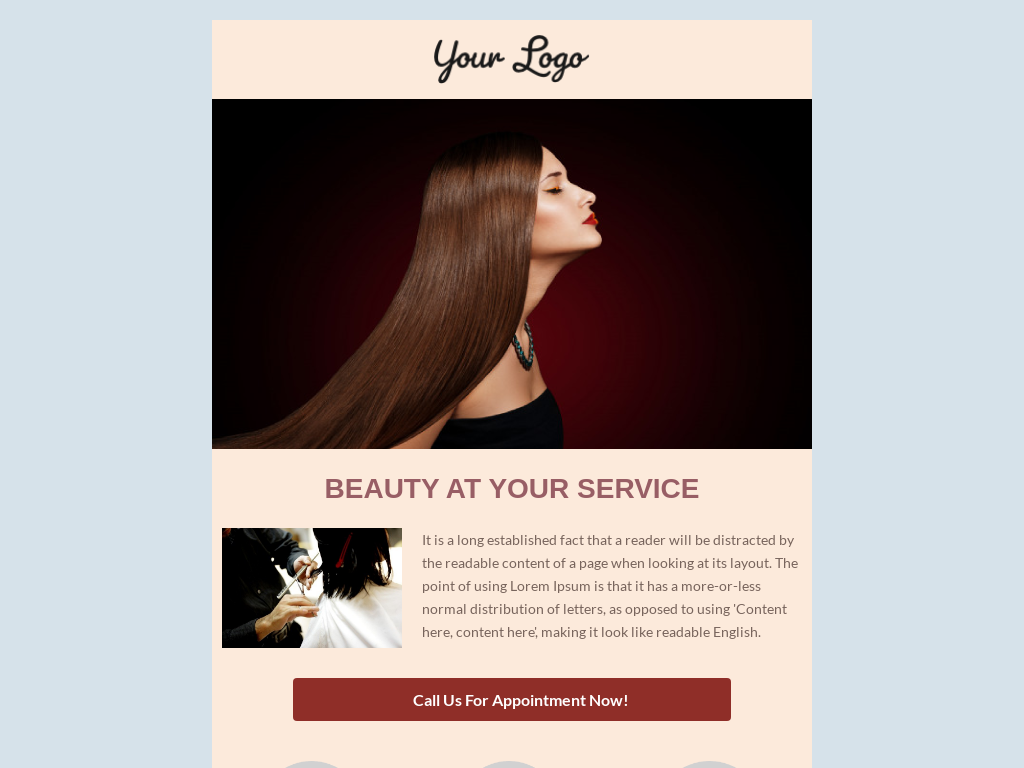 Your Logo
BEAUTY AT YOUR SERVICE
It is a long established fact that a reader will be distracted by
the readable content of a page when looking at its layout. The
point of using Lorem Ipsum is that it has a more-or-less
normal distribution of letters, as opposed to using 'Content
here, content here', making it look like readable English.
Call Us For Appointment Now!